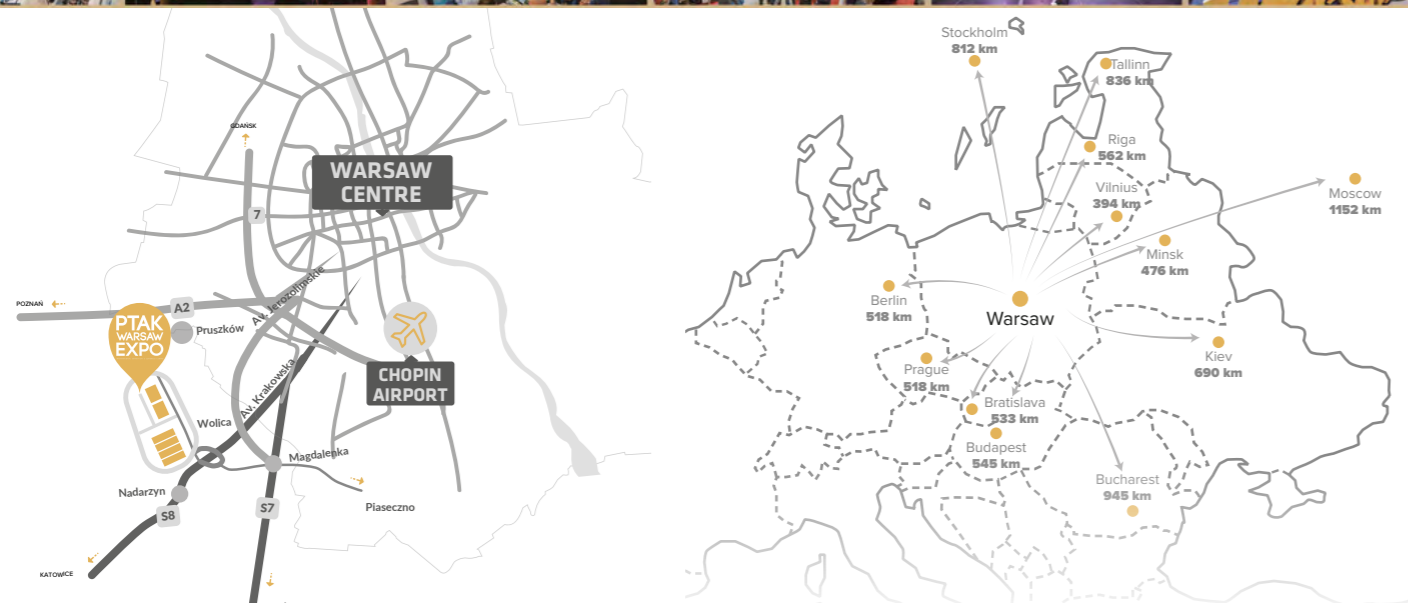 GDAŃSK
WARSAW
CENTRE
7
POZNAŃ
A2
Av. Jerozolimskie
PTAK
WARSAW
EXPO
Pruszków
CHOPIN
AIRPORT
Av. Krakowska
Wolica
Magdalenka
Nadarzyn
S8
S7
Piaseczno
KATOWICE
Stockholm
812 km
Tallinn
836 km
Riga
562 km
Vilnius
394 km
Moscow
1152 km
Minsk
476 km
Berlin
518 km
Warsaw
Kiev
690 km
Prague
518 km
Bratislava
533 km
Budapest
545 km
Bucharest
945 km